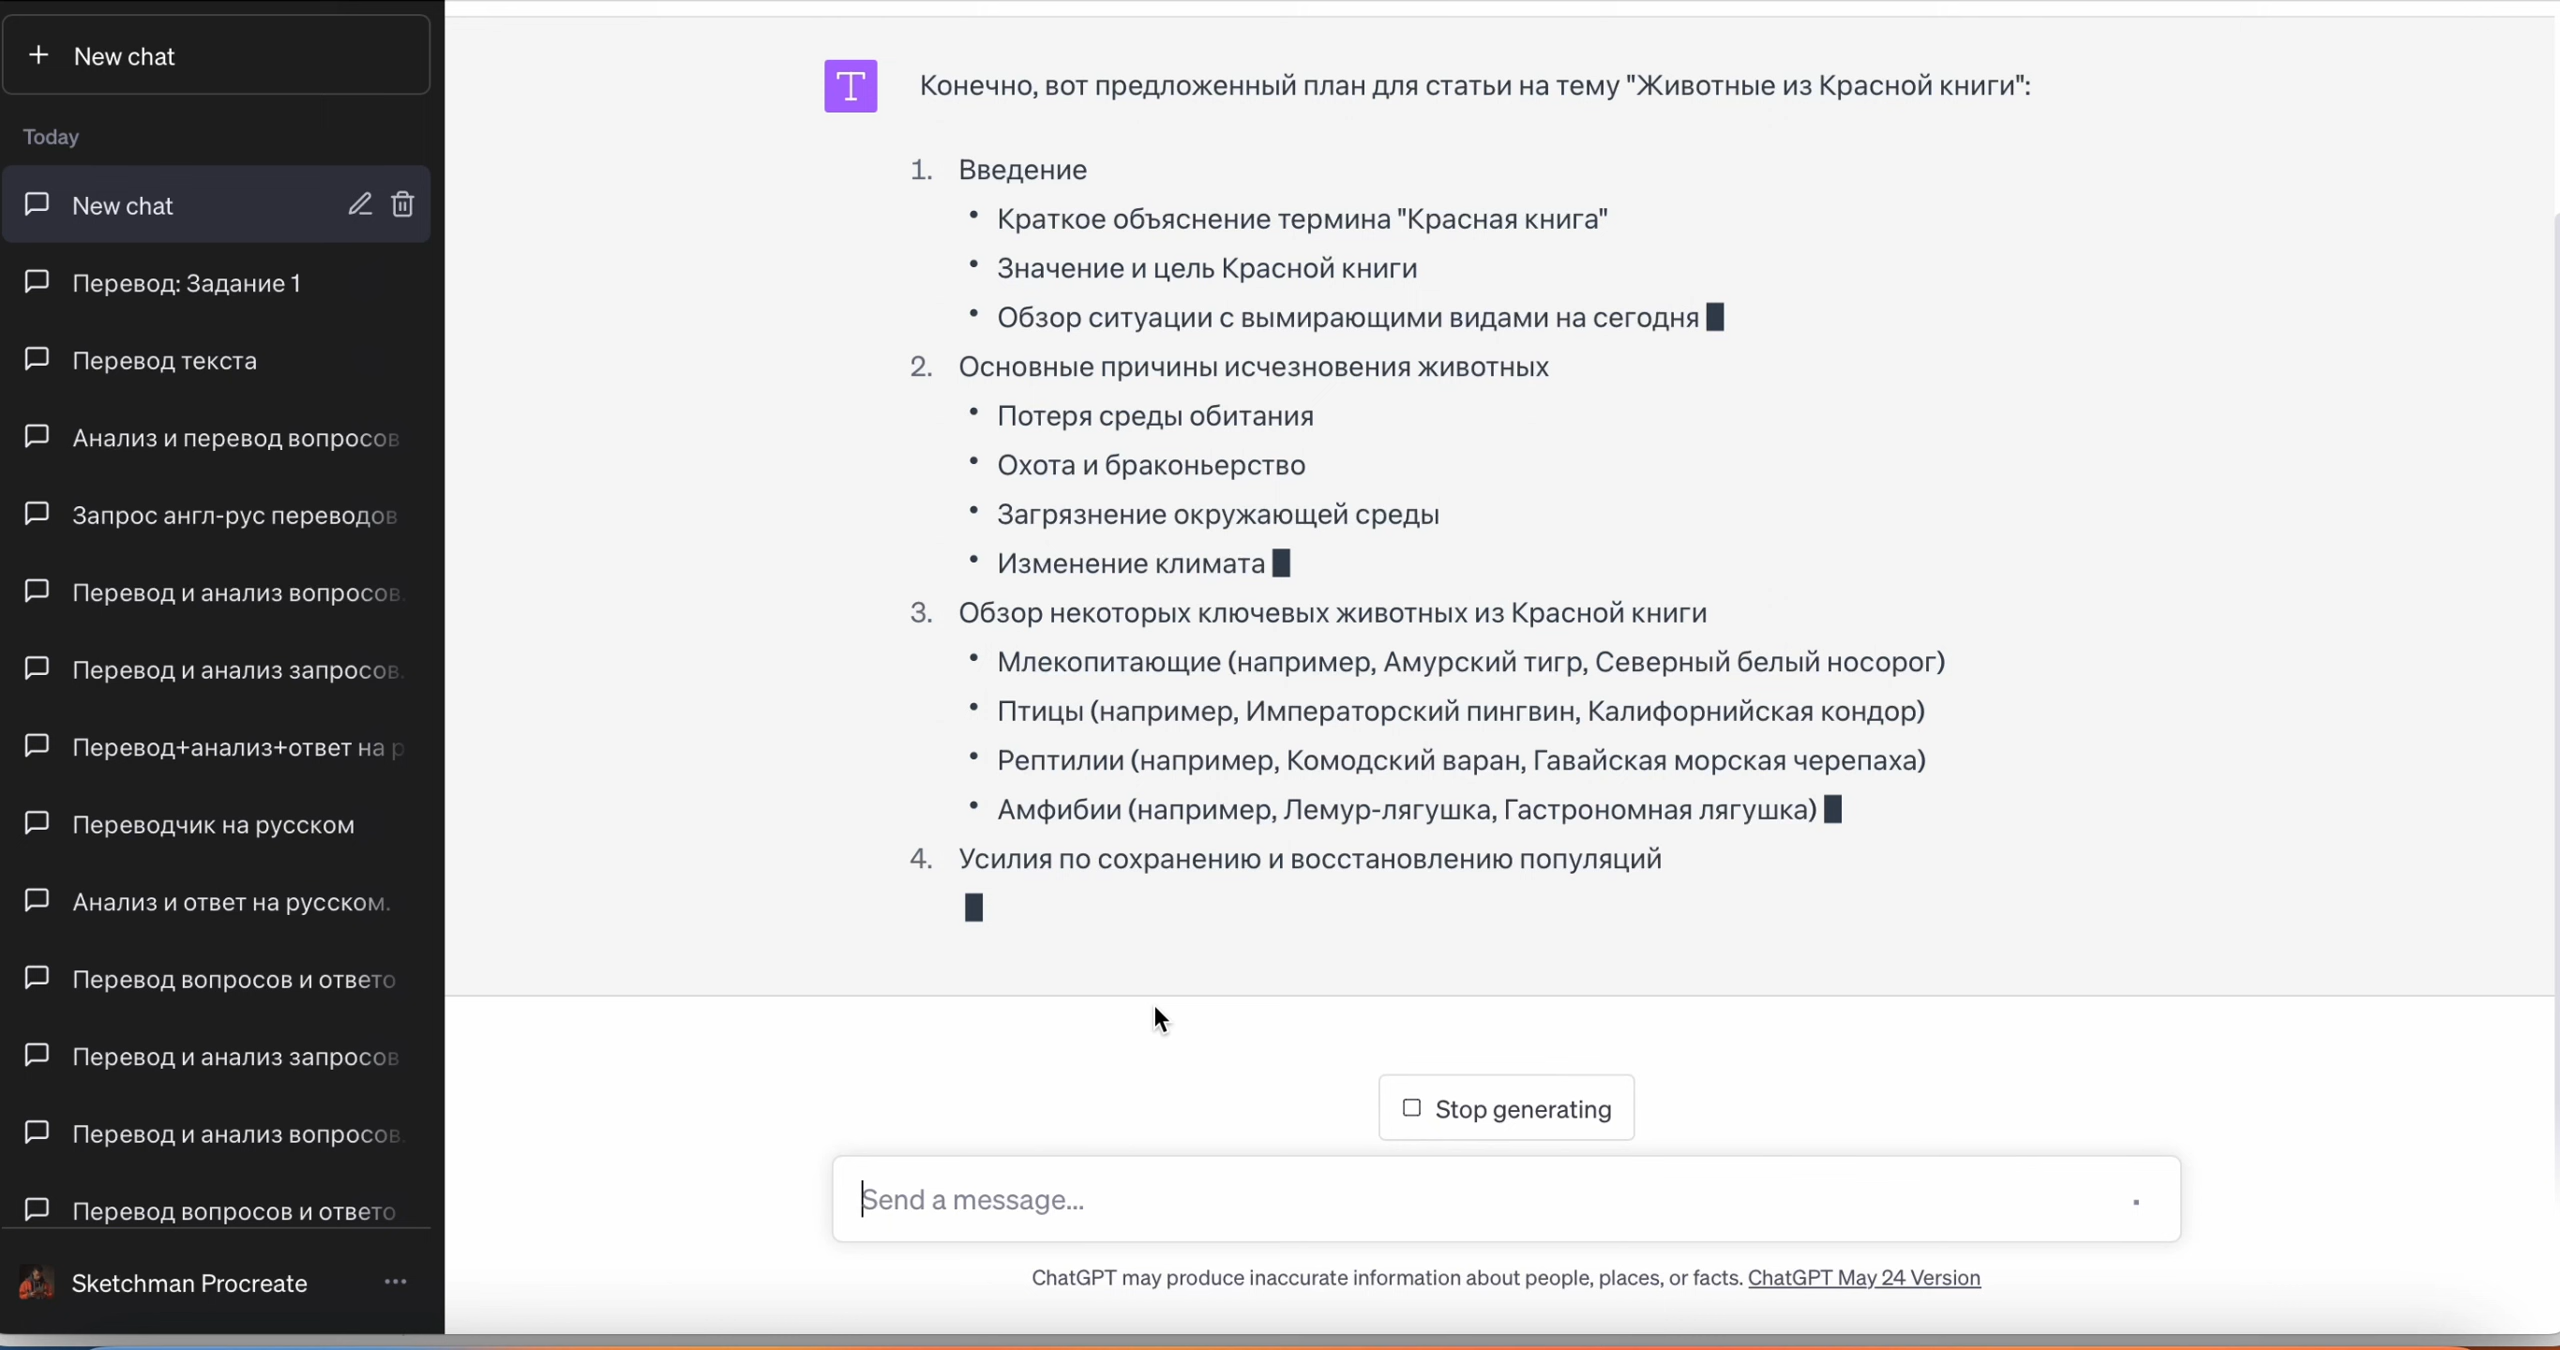 New chat
Today
New chat
Перевод: Задание 1
Перевод текста
Анализ и перевод вопросов
Запрос англ-рус переводов
Перевод и анализ вопросов.
Перевод и анализ запросов.
Перевод+анализ+ответ на р
Переводчик на русском
Анализ и ответ на русском.
Перевод вопросов и ответо
Перевод и анализ запросов
Перевод и анализ вопросов.
Перевод вопросов и ответо
Sketchman Procreate
T
Конечно, вот предложенный план для статьи на тему "Животные из Красной книги":
1. Введение
• Краткое объяснение термина "Красная книга"
• Значение и цель Красной книги
• Обзор ситуации с вымирающими видами на сегодня
2. Основные причины исчезновения животных
• Потеря среды обитания
• Охота и браконьерство
• Загрязнение окружающей среды
• Изменение климата
3. Обзор некоторых ключевых животных из Красной книги
• Млекопитающие (например, Амурский тигр, Северный белый носорог)
• Птицы (например, Императорский пингвин, Калифорнийская кондор)
• Рептилии (например, Комодский варан, Гавайская морская черепаха)
• Амфибии (например, Лемур-лягушка, Гастрономная лягушка)
4. Усилия по сохранению и восстановлению популяций
Stop generating
Send a message...
ChatGPT may produce inaccurate information about people, places, or facts. ChatGPT May 24 Version